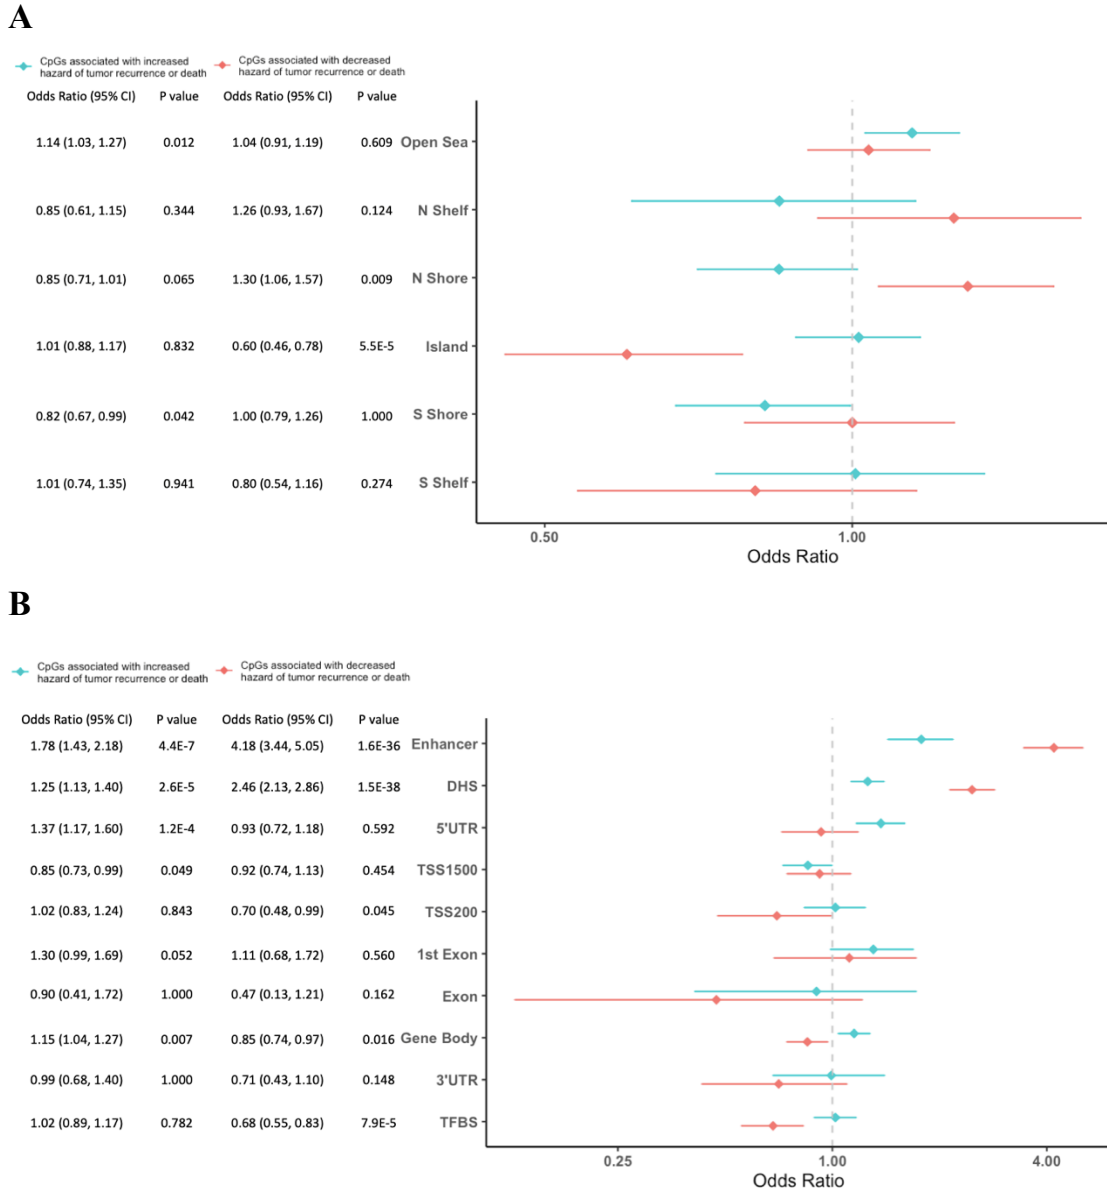 A
CpGs associated with increased
hazard of tumor recurrence or death
CpGs associated with decreased
hazard of tumor recurrence or death
Odds Ratio (95% CI) P value Odds Ratio (95% CI) P value
1.14 (1.03, 1.27) 0.012 1.04 (0.91, 1.19) 0.609 Open Sea
0.85 (0.61, 1.15) 0.344 1.26 (0.93, 1.67) 0.124 N Shelf
0.85 (0.71, 1.01) 0.065 1.30 (1.06, 1.57) 0.009 N Shore
1.01 (0.88, 1.17) 0.832 0.60 (0.46, 0.78) 5.5E-5 Island
0.82 (0.67, 0.99) 0.042 1.00 (0.79, 1.26) 1.000 S Shore
1.01 (0.74, 1.35) 0.941 0.80 (0.54, 1.16) 0.274 S Shelf
0.50 1.00
Odds Ratio
B
CpGs associated with increased
hazard of tumor recurrence or death
CpGs associated with decreased
hazard of tumor recurrence or death
Odds Ratio (95% CI) P value Odds Ratio (95% CI) P value
1.78 (1.43, 2.18) 4.4E-7 4.18 (3.44, 5.05) 1.6E-36 Enhancer
1.25 (1.13, 1.40) 2.6E-5 2.46 (2.13, 2.86) 1.5E-38 DHS
1.37 (1.17, 1.60) 1.2E-4 0.93 (0.72, 1.18) 0.592 5'UTR
0.85 (0.73, 0.99) 0.049 0.92 (0.74, 1.13) 0.454 TSS1500
1.02 (0.83, 1.24) 0.843 0.70 (0.48, 0.99) 0.045 TSS200
1.30 (0.99, 1.69) 0.052 1.11 (0.68, 1.72) 0.560 1st Exon
0.90 (0.41, 1.72) 1.000 0.47 (0.13, 1.21) 0.162 Exon
1.15 (1.04, 1.27) 0.007 0.85 (0.74, 0.97) 0.016 Gene Body
0.99 (0.68, 1.40) 1.000 0.71 (0.43, 1.10) 0.148 3'UTR
1.02 (0.89, 1.17) 0.782 0.68 (0.55, 0.83) 7.9E-5 TFBS
0.25 1.00 4.00
Odds Ratio